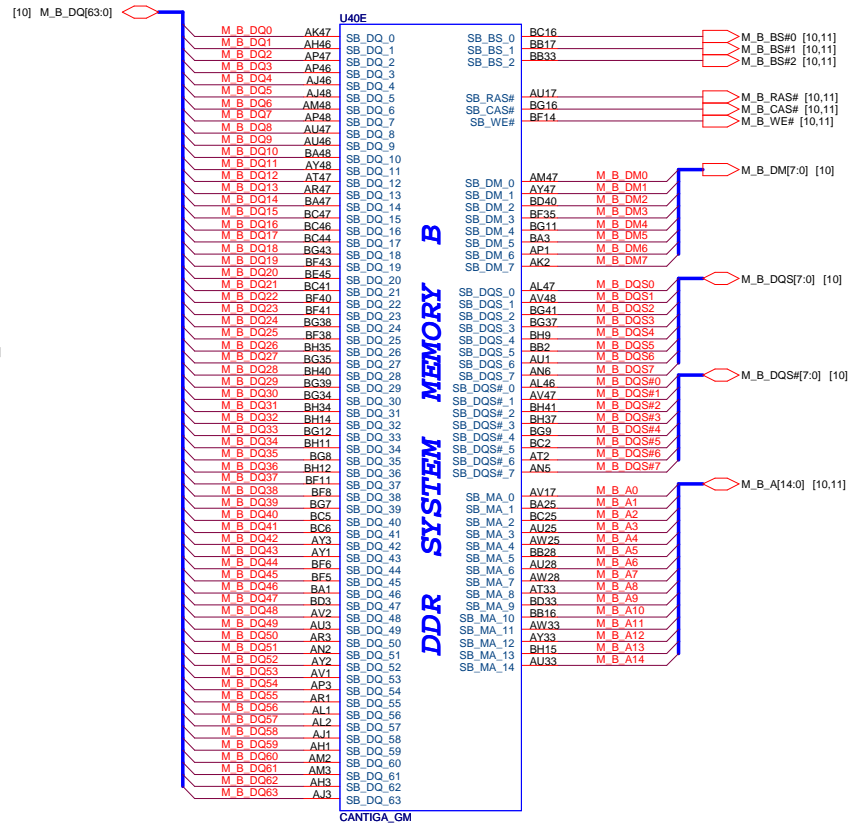 [10] M_B_DQ[63:0]
U40E
M_B_DQ0 AK47 SB_DQ_0
M_B_DQ1 AH46 SB_DQ_1
M_B_DQ2 AP47 SB_DQ_2
M_B_DQ3 AP46 SB_DQ_3
M_B_DQ4 AJ46 SB_DQ_4
M_B_DQ5 AJ48 SB_DQ_5
M_B_DQ6 AM48 SB_DQ_6
M_B_DQ7 AP48 SB_DQ_7
M_B_DQ8 AU47 SB_DQ_8
M_B_DQ9 AU46 SB_DQ_9
M_B_DQ10 BA48 SB_DQ_10
M_B_DQ11 AY48 SB_DQ_11
M_B_DQ12 AT47 SB_DQ_12
M_B_DQ13 AR47 SB_DQ_13
M_B_DQ14 BA47 SB_DQ_14
M_B_DQ15 BC47 SB_DQ_15
M_B_DQ16 BC46 SB_DQ_16
M_B_DQ17 BC44 SB_DQ_17
M_B_DQ18 BG43 SB_DQ_18
M_B_DQ19 BF43 SB_DQ_19
M_B_DQ20 BE45 SB_DQ_20
M_B_DQ21 BC41 SB_DQ_21
M_B_DQ22 BF40 SB_DQ_22
M_B_DQ23 BF41 SB_DQ_23
M_B_DQ24 BG38 SB_DQ_24
M_B_DQ25 BF38 SB_DQ_25
M_B_DQ26 BH35 SB_DQ_26
M_B_DQ27 BG35 SB_DQ_27
M_B_DQ28 BH40 SB_DQ_28
M_B_DQ29 BG39 SB_DQ_29
M_B_DQ30 BG34 SB_DQ_30
M_B_DQ31 BH34 SB_DQ_31
M_B_DQ32 BH14 SB_DQ_32
M_B_DQ33 BG12 SB_DQ_33
M_B_DQ34 BH11 SB_DQ_34
M_B_DQ35 BG8 SB_DQ_35
M_B_DQ36 BH12 SB_DQ_36
M_B_DQ37 BF11 SB_DQ_37
M_B_DQ38 BF8 SB_DQ_38
M_B_DQ39 BG7 SB_DQ_39
M_B_DQ40 BC5 SB_DQ_40
M_B_DQ41 BC6 SB_DQ_41
M_B_DQ42 AY3 SB_DQ_42
M_B_DQ43 AY1 SB_DQ_43
M_B_DQ44 BF6 SB_DQ_44
M_B_DQ45 BF5 SB_DQ_45
M_B_DQ46 BA1 SB_DQ_46
M_B_DQ47 BD3 SB_DQ_47
M_B_DQ48 AV2 SB_DQ_48
M_B_DQ49 AU3 SB_DQ_49
M_B_DQ50 AR3 SB_DQ_50
M_B_DQ51 AN2 SB_DQ_51
M_B_DQ52 AY2 SB_DQ_52
M_B_DQ53 AV1 SB_DQ_53
M_B_DQ54 AP3 SB_DQ_54
M_B_DQ55 AR1 SB_DQ_55
M_B_DQ56 AL1 SB_DQ_56
M_B_DQ57 AL2 SB_DQ_57
M_B_DQ58 AJ1 SB_DQ_58
M_B_DQ59 AH1 SB_DQ_59
M_B_DQ60 AM2 SB_DQ_60
M_B_DQ61 AM3 SB_DQ_61
M_B_DQ62 AH3 SB_DQ_62
M_B_DQ63 AJ3 SB_DQ_63
DDR SYSTEM MEMORY B
SB_BS_0 BC16 M_B_BS#0 [10,11]
SB_BS_1 BB17 M_B_BS#1 [10,11]
SB_BS_2 BB33 M_B_BS#2 [10,11]
SB_RAS# AU17 M_B_RAS# [10,11]
SB_CAS# BG16 M_B_CAS# [10,11]
SB_WE# BF14 M_B_WE# [10,11]
M_B_DM[7:0] [10]
SB_DM_0 AM47 M_B_DM0
SB_DM_1 AY47 M_B_DM1
SB_DM_2 BD40 M_B_DM2
SB_DM_3 BF35 M_B_DM3
SB_DM_4 BG11 M_B_DM4
SB_DM_5 BA3 M_B_DM5
SB_DM_6 AP1 M_B_DM6
SB_DM_7 AK2 M_B_DM7
M_B_DQS[7:0] [10]
SB_DQS_0 AL47 M_B_DQS0
SB_DQS_1 AV48 M_B_DQS1
SB_DQS_2 BG41 M_B_DQS2
SB_DQS_3 BG37 M_B_DQS3
SB_DQS_4 BH9 M_B_DQS4
SB_DQS_5 BB2 M_B_DQS5
SB_DQS_6 AU1 M_B_DQS6
SB_DQS_7 AN6 M_B_DQS7
M_B_DQS#[7:0] [10]
SB_DQS#_0 AL46 M_B_DQS#0
SB_DQS#_1 AV47 M_B_DQS#1
SB_DQS#_2 BH41 M_B_DQS#2
SB_DQS#_3 BH37 M_B_DQS#3
SB_DQS#_4 BG9 M_B_DQS#4
SB_DQS#_5 BC2 M_B_DQS#5
SB_DQS#_6 AT2 M_B_DQS#6
SB_DQS#_7 AN5 M_B_DQS#7
M_B_A[14:0] [10,11]
SB_MA_0 AV17 M_B_A0
SB_MA_1 BA25 M_B_A1
SB_MA_2 BC25 M_B_A2
SB_MA_3 AU25 M_B_A3
SB_MA_4 AW25 M_B_A4
SB_MA_5 BB28 M_B_A5
SB_MA_6 AU28 M_B_A6
SB_MA_7 AW28 M_B_A7
SB_MA_8 AT33 M_B_A8
SB_MA_9 BD33 M_B_A9
SB_MA_10 BB16 M_B_A10
SB_MA_11 AW33 M_B_A11
SB_MA_12 AY33 M_B_A12
SB_MA_13 BH15 M_B_A13
SB_MA_14 AU33 M_B_A14
CANTIGA_GM